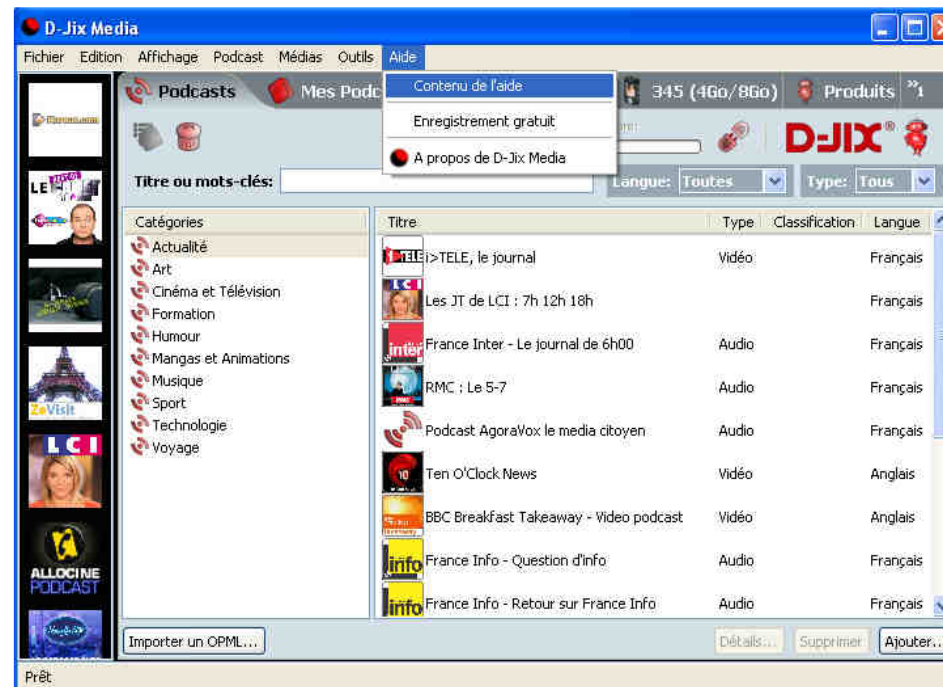 D-Jix Media
Fichier Edition Affichage Podcast Médias Outils Aide
Contenu de l'aide
Enregistrement gratuit
A propos de D-Jix Media
Podcasts Mes Podc 345 (4Go/8Go) Produits »1
D-JIX®
Titre ou mots-clés: Langue: Toutes Type: Tous
Catégories
Actualité
Art
Cinéma et Télévision
Formation
Humour
Mangas et Animations
Musique
Sport
Technologie
Voyage
Titre Type Classification Langue
i>TELE, le journal Vidéo Français
Les JT de LCI : 7h 12h 18h Français
France Inter - Le journal de 6h00 Audio Français
RMC : Le 5-7 Audio Français
Podcast AgoraVox le media citoyen Audio Français
Ten O'Clock News Vidéo Anglais
BBC Breakfast Takeaway - Video podcast Vidéo Anglais
France Info - Question d'info Audio Français
France Info - Retour sur France Info Audio Français
ZeVisit
LCI
ALLOCINE
PODCAST
Importer un OPML... Détails... Supprimer Ajouter..
Prêt